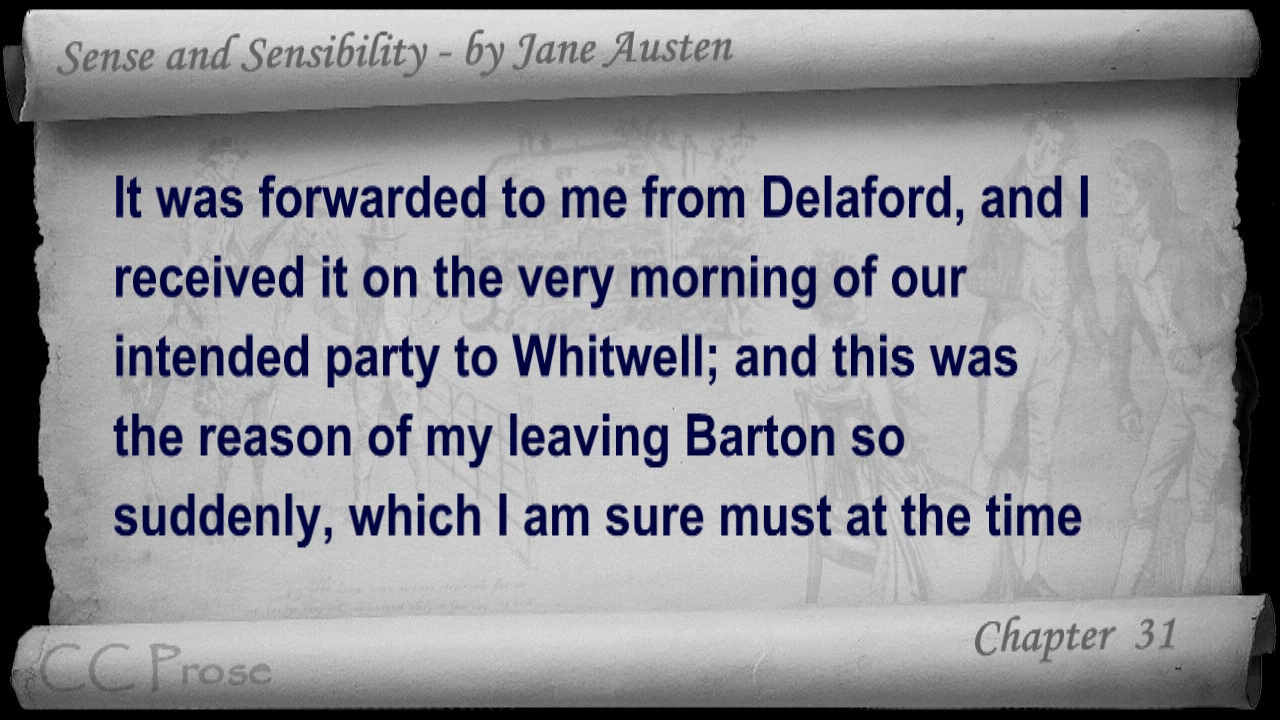 Sense and Sensibility - by Jane Austen
It was forwarded to me from Delaford, and I
received it on the very morning of our
intended party to Whitwell; and this was
the reason of my leaving Barton so
suddenly, which I am sure must at the time
Chapter 31
CC Prose